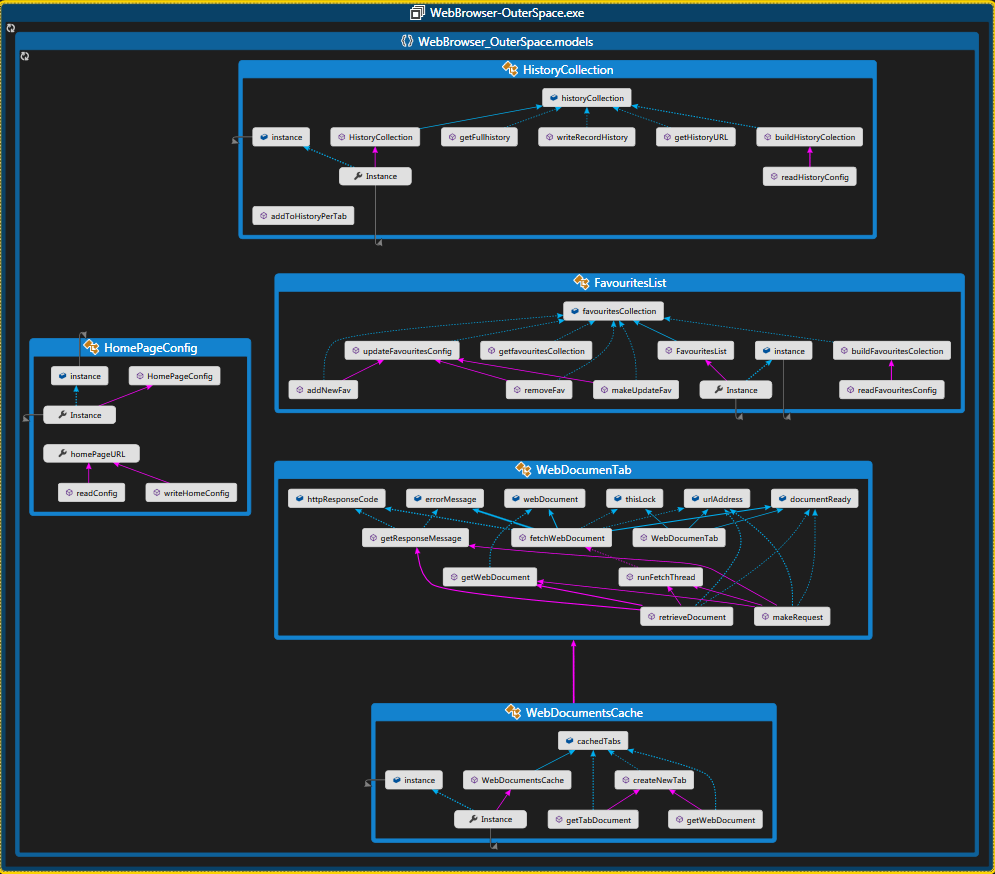 WebBrowser-OuterSpace.exe
WebBrowser_OuterSpace.models
HistoryCollection
historyCollection
instance
HistoryCollection
getFullhistory
writeRecordHistory
getHistoryURL
buildHistoryColection
Instance
readHistoryConfig
addToHistoryPerTab
FavouritesList
favouritesCollection
updateFavouritesConfig
getfavouritesCollection
FavouritesList
instance
buildFavouritesColection
addNewFav
removeFav
makeUpdateFav
Instance
readFavouritesConfig
HomePageConfig
instance
HomePageConfig
Instance
homePageURL
readConfig
writeHomeConfig
WebDocumenTab
httpResponseCode
errorMessage
webDocument
thisLock
urlAddress
documentReady
getResponseMessage
fetchWebDocument
WebDocumenTab
getWebDocument
runFetchThread
retrieveDocument
makeRequest
WebDocumentsCache
cachedTabs
instance
WebDocumentsCache
createNewTab
Instance
getTabDocument
getWebDocument